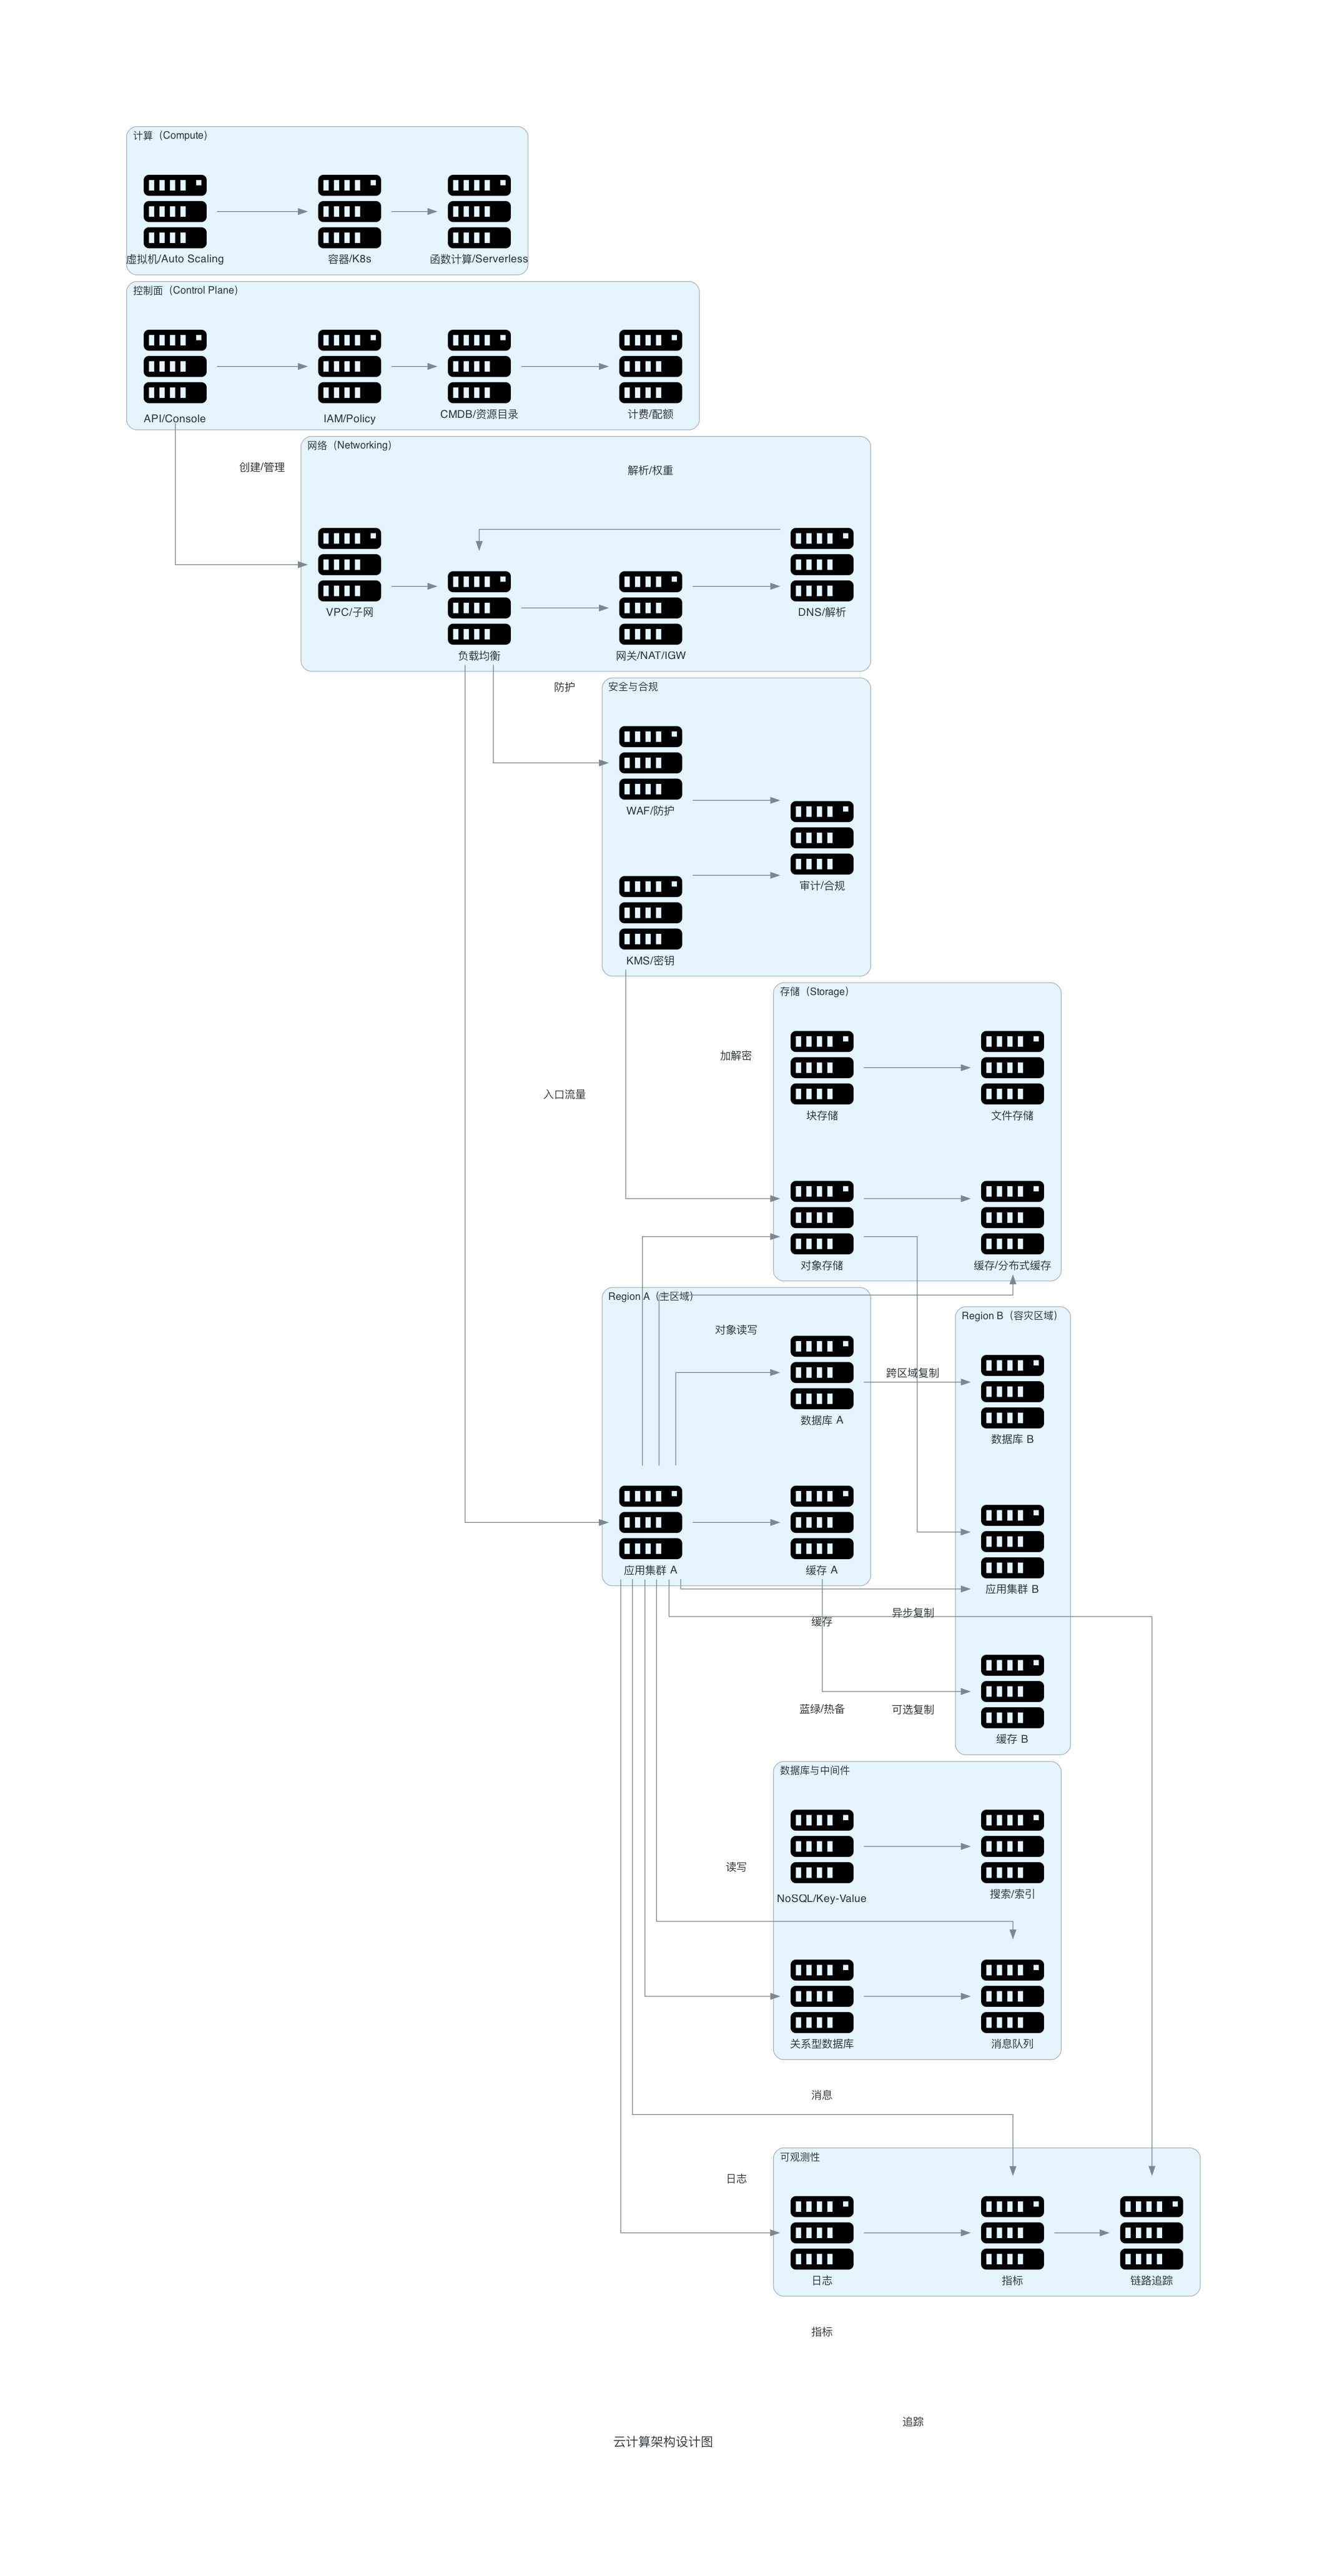 计算（Compute）
虚拟机/Auto Scaling
容器/K8s
函数计算/Serverless
控制面（Control Plane）
API/Console
IAM/Policy
CMDB/资源目录
计费/配额
创建/管理
网络（Networking）
解析/权重
VPC/子网
负载均衡
网关/NAT/IGW
DNS/解析
防护
安全与合规
WAF/防护
审计/合规
KMS/密钥
存储（Storage）
加解密
入口流量
块存储
文件存储
对象存储
缓存/分布式缓存
Region A（主区域）
Region B（容灾区域）
对象读写
跨区域复制
数据库 A
数据库 B
应用集群 A
缓存 A
应用集群 B
缓存
异步复制
蓝绿/热备
可选复制
缓存 B
数据库与中间件
读写
NoSQL/Key-Value
搜索/索引
关系型数据库
消息队列
消息
可观测性
日志
日志
指标
链路追踪
指标
追踪
云计算架构设计图